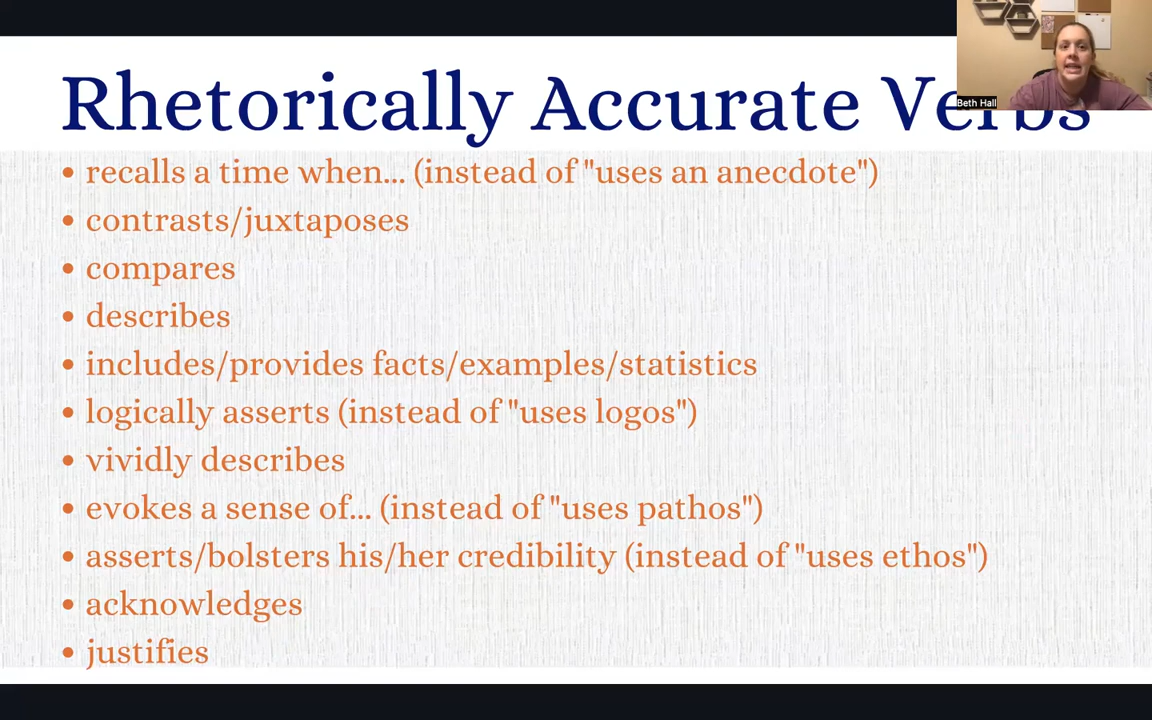 Rhetorically Accurate Verbs
Beth Hall
• recalls a time when... (instead of "uses an anecdote")
• contrasts/juxtaposes
• compares
• describes
• includes/provides facts/examples/statistics
• logically asserts (instead of "uses logos")
• vividly describes
• evokes a sense of... (instead of "uses pathos")
• asserts/bolsters his/her credibility (instead of "uses ethos")
• acknowledges
• justifies